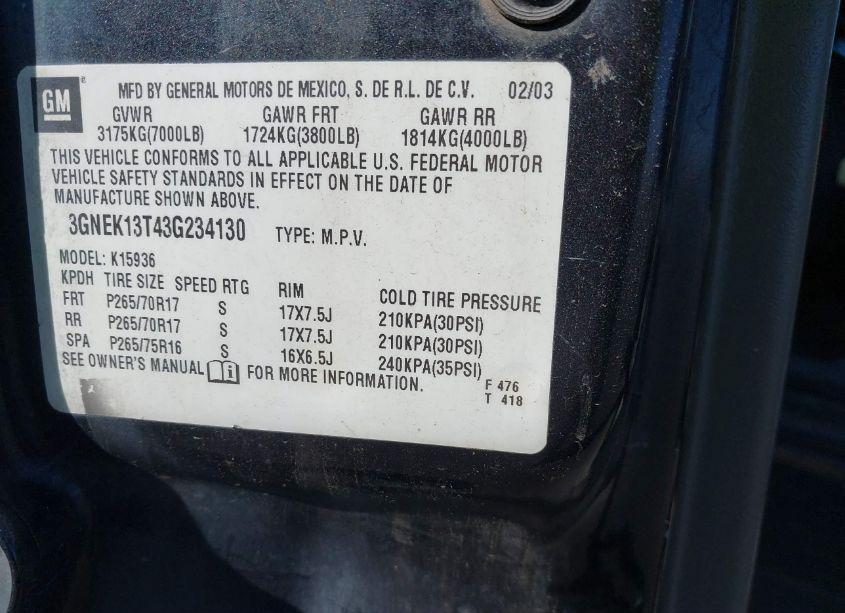 GM ® MFD BY GENERAL MOTORS DE MEXICO, S. DE R.L. DE C.V. 02/03
GVWR GAWR FRT GAWR RR
3175KG(7000LB) 1724KG(3800LB) 1814KG(4000LB)
THIS VEHICLE CONFORMS TO ALL APPLICABLE U.S. FEDERAL MOTOR
VEHICLE SAFETY STANDARDS IN EFFECT ON THE DATE OF
MANUFACTURE SHOWN ABOVE.
3GNEK13T43G234130 TYPE: M.P.V.
MODEL: K15936
KPDH TIRE SIZE SPEED RTG RIM COLD TIRE PRESSURE
FRT P265/70R17 S 17X7.5J 210KPA(30PSI)
RR P265/70R17 S 17X7.5J 210KPA(30PSI)
SPA P265/75R16 S 16X6.5J 240KPA(35PSI)
SEE OWNER'S MANUAL i FOR MORE INFORMATION.
F 476
T 418